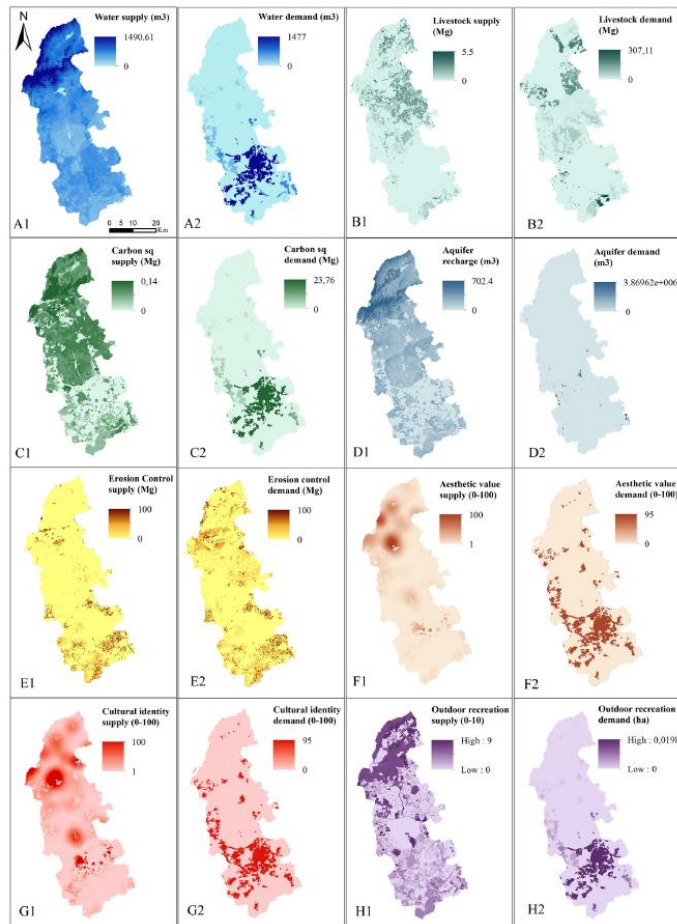 N
Water supply (m3)
1490,61
0
0 5 10 20
Km
A1
Water demand (m3)
1477
0
A2
Livestock supply
(Mg)
5.5
0
B1
Livestock demand
(Mg)
307,11
0
B2
Carbon sq
supply (Mg)
0,14
0
C1
Carbon sq
demand (Mg)
23,76
0
C2
Aquifer
recharge (m3)
702.4
0
D1
Aquifer demand
(m3)
3.86962e+006
0
D2
Erosion Control
supply (Mg)
100
0
E1
Erosion control
demand (Mg)
100
0
E2
Aesthetic value
supply (0-100)
100
1
F1
Aesthetic value
demand (0-100)
95
0
F2
Cultural identity
supply (0-100)
100
1
G1
Cultural identity
demand (0-100)
95
0
G2
Outdoor recreation
supply (0-10)
High : 9
Low : 0
H1
Outdoor recreation
demand (ha)
High : 0,0198
Low : 0
H2